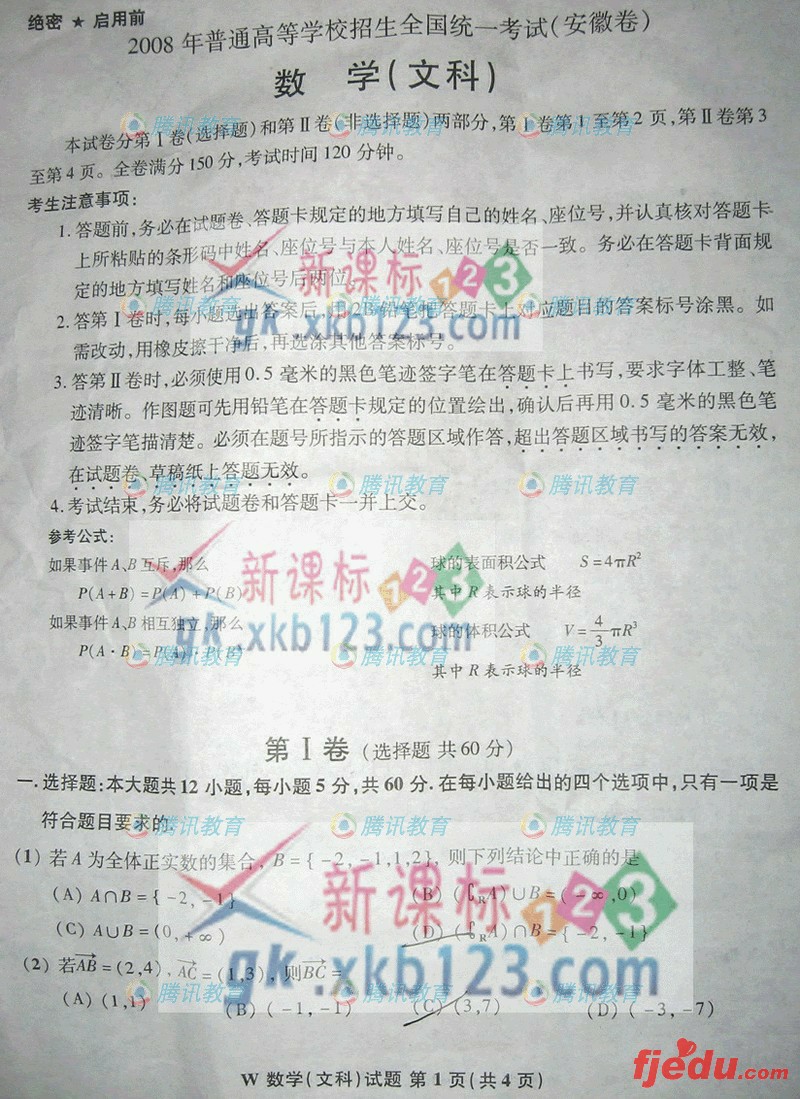 绝密 ★ 启用前
2008 年普通高等学校招生全国统一考试(安徽卷)
数 学(文科)
本试卷分第Ⅰ卷(选择题)和第Ⅱ卷(非选择题)两部分,第Ⅰ卷第1至第2页,第Ⅱ卷第3
至第4页。全卷满分150分,考试时间120分钟。
考生注意事项:
1. 答题前,务必在试题卷、答题卡规定的地方填写自己的姓名、座位号,并认真核对答题卡
上所粘贴的条形码中姓名、座位号与本人姓名、座位号是否一致。务必在答题卡背面规
定的地方填写姓名和座位号后两位。
2. 答第Ⅰ卷时,每小题选出答案后,用2B铅笔把答题卡上对应题目的答案标号涂黑。如
需改动,用橡皮擦干净后,再选涂其他答案标号。
3. 答第Ⅱ卷时,必须使用0.5毫米的黑色笔迹签字笔在答题卡上书写,要求字体工整、笔
迹清晰。作图题可先用铅笔在答题卡规定的位置绘出,确认后再用0.5毫米的黑色笔
迹签字笔描清楚。必须在题号所指示的答题区域作答,超出答题区域书写的答案无效,
在试题卷、草稿纸上答题无效。
4. 考试结束,务必将试题卷和答题卡一并上交。
参考公式:
如果事件A、B互斥,那么
P(A+B)=P(A)+P(B)
如果事件A、B相互独立,那么
P(A·B)=P(A)·P(B)
球的表面积公式 S=4πR²
其中R表示球的半径
球的体积公式 V=4/3πR³
其中R表示球的半径
第Ⅰ卷(选择题 共60分)
一. 选择题:本大题共12小题,每小题5分,共60分.在每小题给出的四个选项中,只有一项是
符合题目要求的.
(1) 若A为全体正实数的集合,B={-2,-1,1,2},则下列结论中正确的是
(A) A∩B={-2,-1} (B) (∁RA)∪B=(-∞,0)
(C) A∪B=(0,+∞) (D) (∁RA)∩B={-2,-1}
(2) 若AB=(2,4),AC=(1,3),则BC=
(A) (1,1) (B) (-1,-1) (C) (3,7) (D) (-3,-7)
W 数学(文科)试题 第1页(共4页)
腾讯教育
新课标123
gk.xkb123.com
fjedu.com